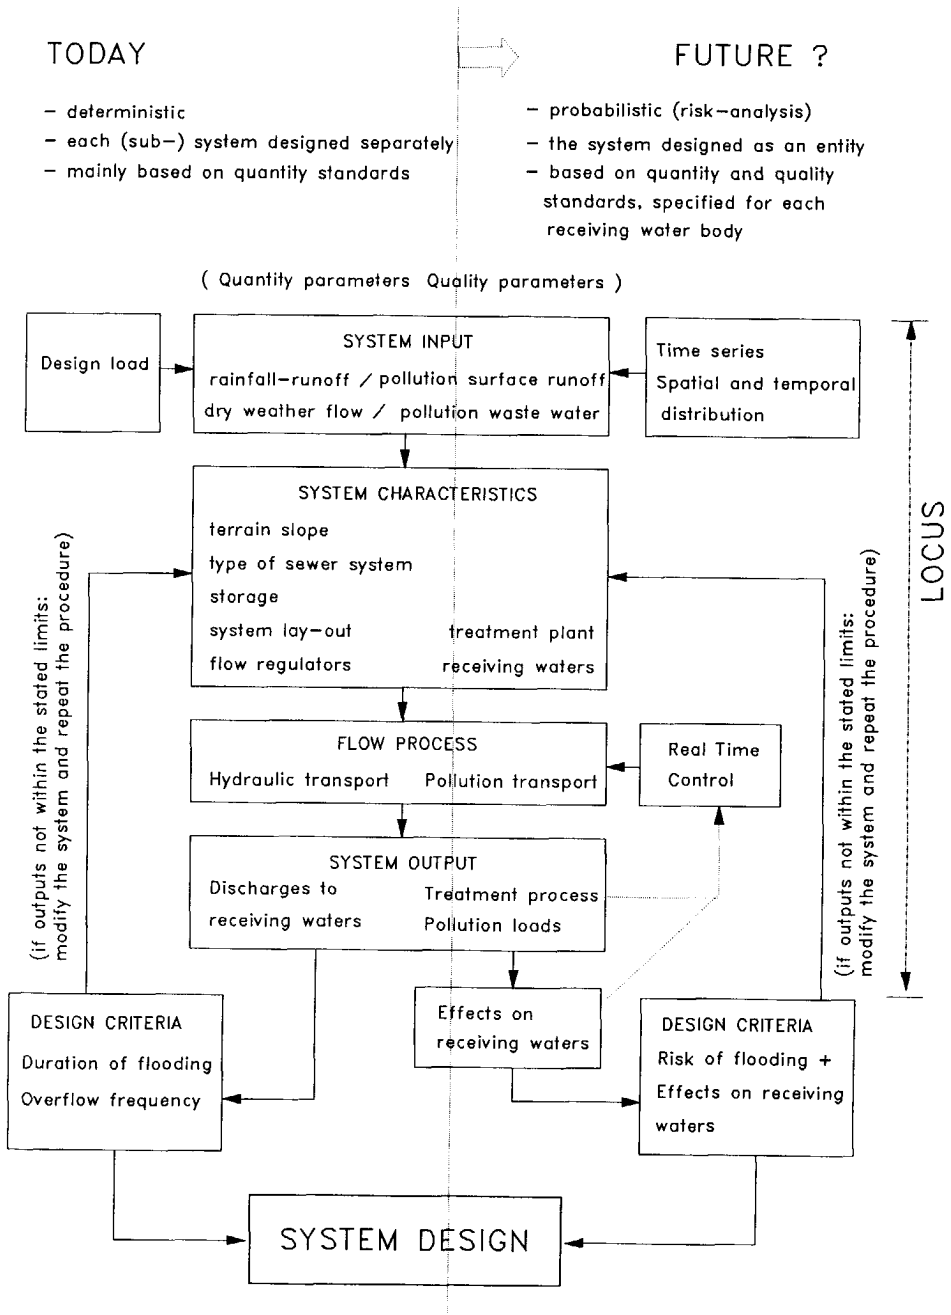 TODAY
FUTURE ?
- deterministic
- each (sub-) system designed separately
- mainly based on quantity standards
- probabilistic (risk-analysis)
- the system designed as an entity
- based on quantity and quality
standards, specified for each
receiving water body
( Quantity parameters Quality parameters )
Design load
SYSTEM INPUT
rainfall-runoff / pollution surface runoff
dry weather flow / pollution waste water
Time series
Spatial and temporal
distribution
SYSTEM CHARACTERISTICS
terrain slope
type of sewer system
storage
system lay-out
flow regulators
treatment plant
receiving waters
FLOW PROCESS
Hydraulic transport
Pollution transport
Real Time
Control
SYSTEM OUTPUT
Discharges to
receiving waters
Treatment process
Pollution loads
(if outputs not within the stated limits:
modify the system and repeat the procedure)
(if outputs not within the stated limits:
modify the system and repeat the procedure)
LOCUS
DESIGN CRITERIA
Duration of flooding
Overflow frequency
Effects on
receiving waters
DESIGN CRITERIA
Risk of flooding +
Effects on receiving
waters
SYSTEM DESIGN